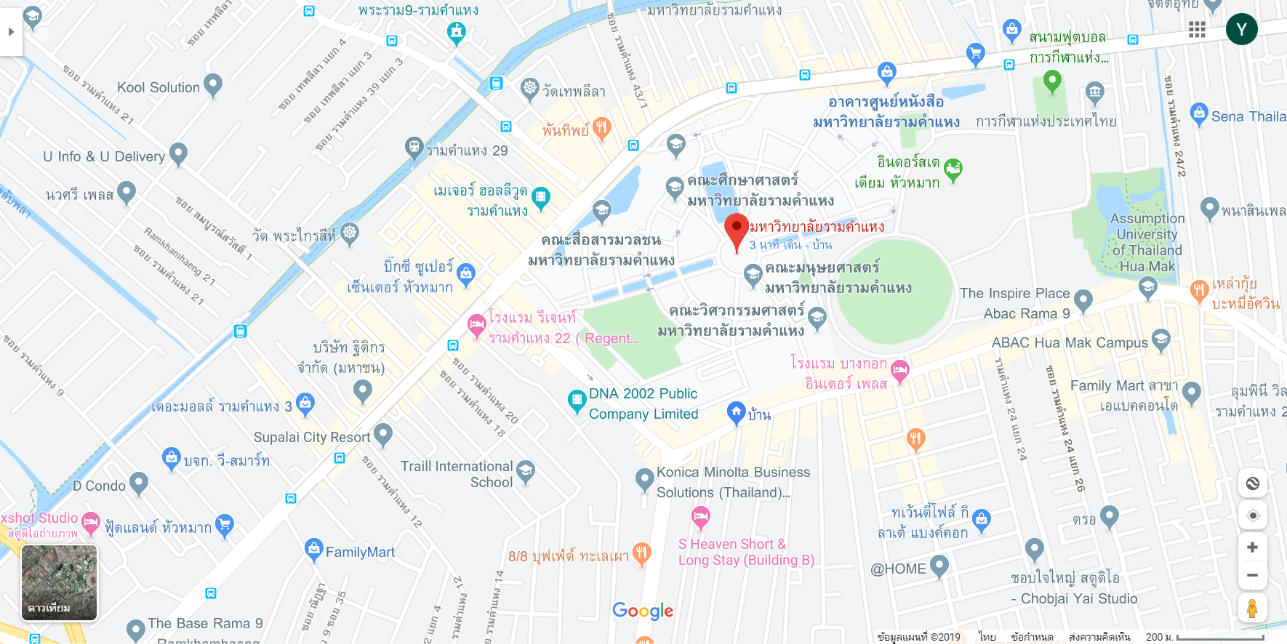 พระราม9-รามคำแหง
มหาวิทยาลัยรามคำแหง
Y
สนามฟุตบอล
การกีฬาแห่ง...
ซอย เทพลีลา แยก 4
ซอย เทพลีลา แยก 3
ซอย รามคำแหง 39 แยก 3
ซอย รามคำแหง 21
ซอย รามคำแหง 43/1
Kool Solution
วัดเทพลีลา
พันทิพย์
อาคารศูนย์หนังสือ
มหาวิทยาลัยรามคำแหง
การกีฬาแห่งประเทศไทย
Sena Thaila
ซอย รามคำแหง 24/2
U Info & U Delivery
รามคำแหง 29
อินดอร์สเต
เดียม หัวหมาก
นวศรี เพลส
เมเจอร์ ฮอลลีวูด
รามคำแหง
คณะศึกษาศาสตร์
มหาวิทยาลัยรามคำแหง
มหาวิทยาลัยรามคำแหง
3 นาที เดิน - บ้าน
Assumption
University
of Thailand
Hua Mak
พนาสินเพล
วัด พระไกรสีห์
ซอย สมบูรณ์สวัสดิ์ 1
Ramkhamhaeng 21
คณะสื่อสารมวลชน
มหาวิทยาลัยรามคำแหง
บิ๊กซี ซูเปอร์
เซ็นเตอร์ หัวหมาก
คณะมนุษยศาสตร์
มหาวิทยาลัยรามคำแหง
The Inspire Place
Abac Rama 9
เหล่ากุ้ย
บะหมี่อัศวิน
คณะวิศวกรรมศาสตร์
มหาวิทยาลัยรามคำแหง
โรงแรม รีเจนท์
รามคำแหง 22 ( Regent...
ABAC Hua Mak Campus
บริษัท ฐิติกร
จำกัด (มหาชน)
โรงแรม บางกอก
อินเตอร์ เพลส
ซอย รามคำแหง 9
ซอย รามคำแหง 20
ซอย รามคำแหง 18
DNA 2002 Public
Company Limited
บ้าน
Family Mart สาขา
เอแบคคอนโด
ลุมพินี วิล
รามคำแหง 2
เดอะมอลล์ รามคำแหง 3
Supalai City Resort
บจก. วี-สมาร์ท
ซอย รามคำแหง 24 แยก 24
ซอย รามคำแหง 24 แยก 26
Traill International
School
D Condo
ซอย รามคำแหง 12
Konica Minolta Business
Solutions (Thailand)...
xshot Studio
สตูดิโอถ่ายภาพ
ฟู้ดแลนด์ หัวหมาก
ทเว้นตี้โฟล์ กิ
ลาเต้ แบงค์คอก
ตรอ
S Heaven Short &
Long Stay (Building B)
FamilyMart
8/8 บุฟเฟ่ต์ ทะเลเผา
@HOME
ชอบใจใหญ่ สตูดิโอ
- Chobjai Yai Studio
ดาวเทียม
The Base Rama 9
Google
ข้อมูลแผนที่ ©2019
ไทย
ข้อกำหนด
ส่งความคิดเห็น
200 ม.